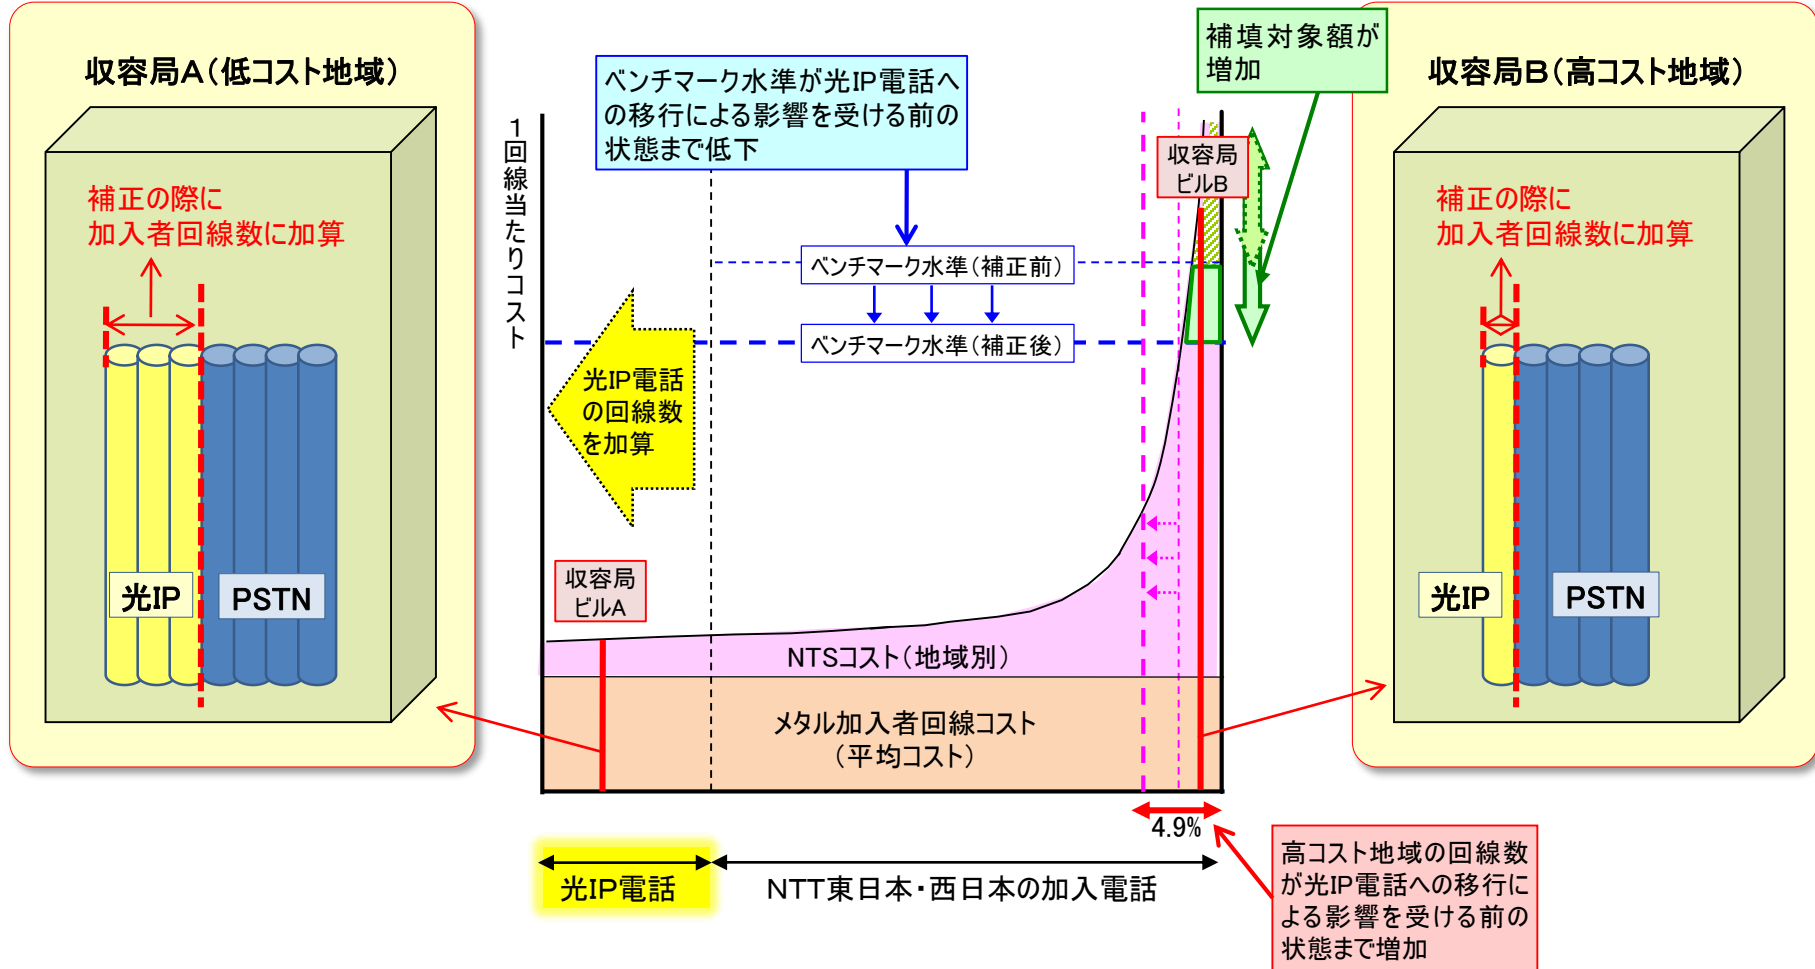 収容局A(低コスト地域)
補正の際に
加入者回線数に加算
光IP
PSTN
1回線当たりコスト
ベンチマーク水準が光IP電話へ
の移行による影響を受ける前の
状態まで低下
補填対象額が
増加
収容局
ビルB
ベンチマーク水準(補正前)
ベンチマーク水準(補正後)
光IP電話
の回線数
を加算
収容局
ビルA
NTSコスト(地域別)
メタル加入者回線コスト
(平均コスト)
4.9%
光IP電話
NTT東日本・西日本の加入電話
高コスト地域の回線数
が光IP電話への移行に
よる影響を受ける前の
状態まで増加
収容局B(高コスト地域)
補正の際に
加入者回線数に加算
光IP
PSTN